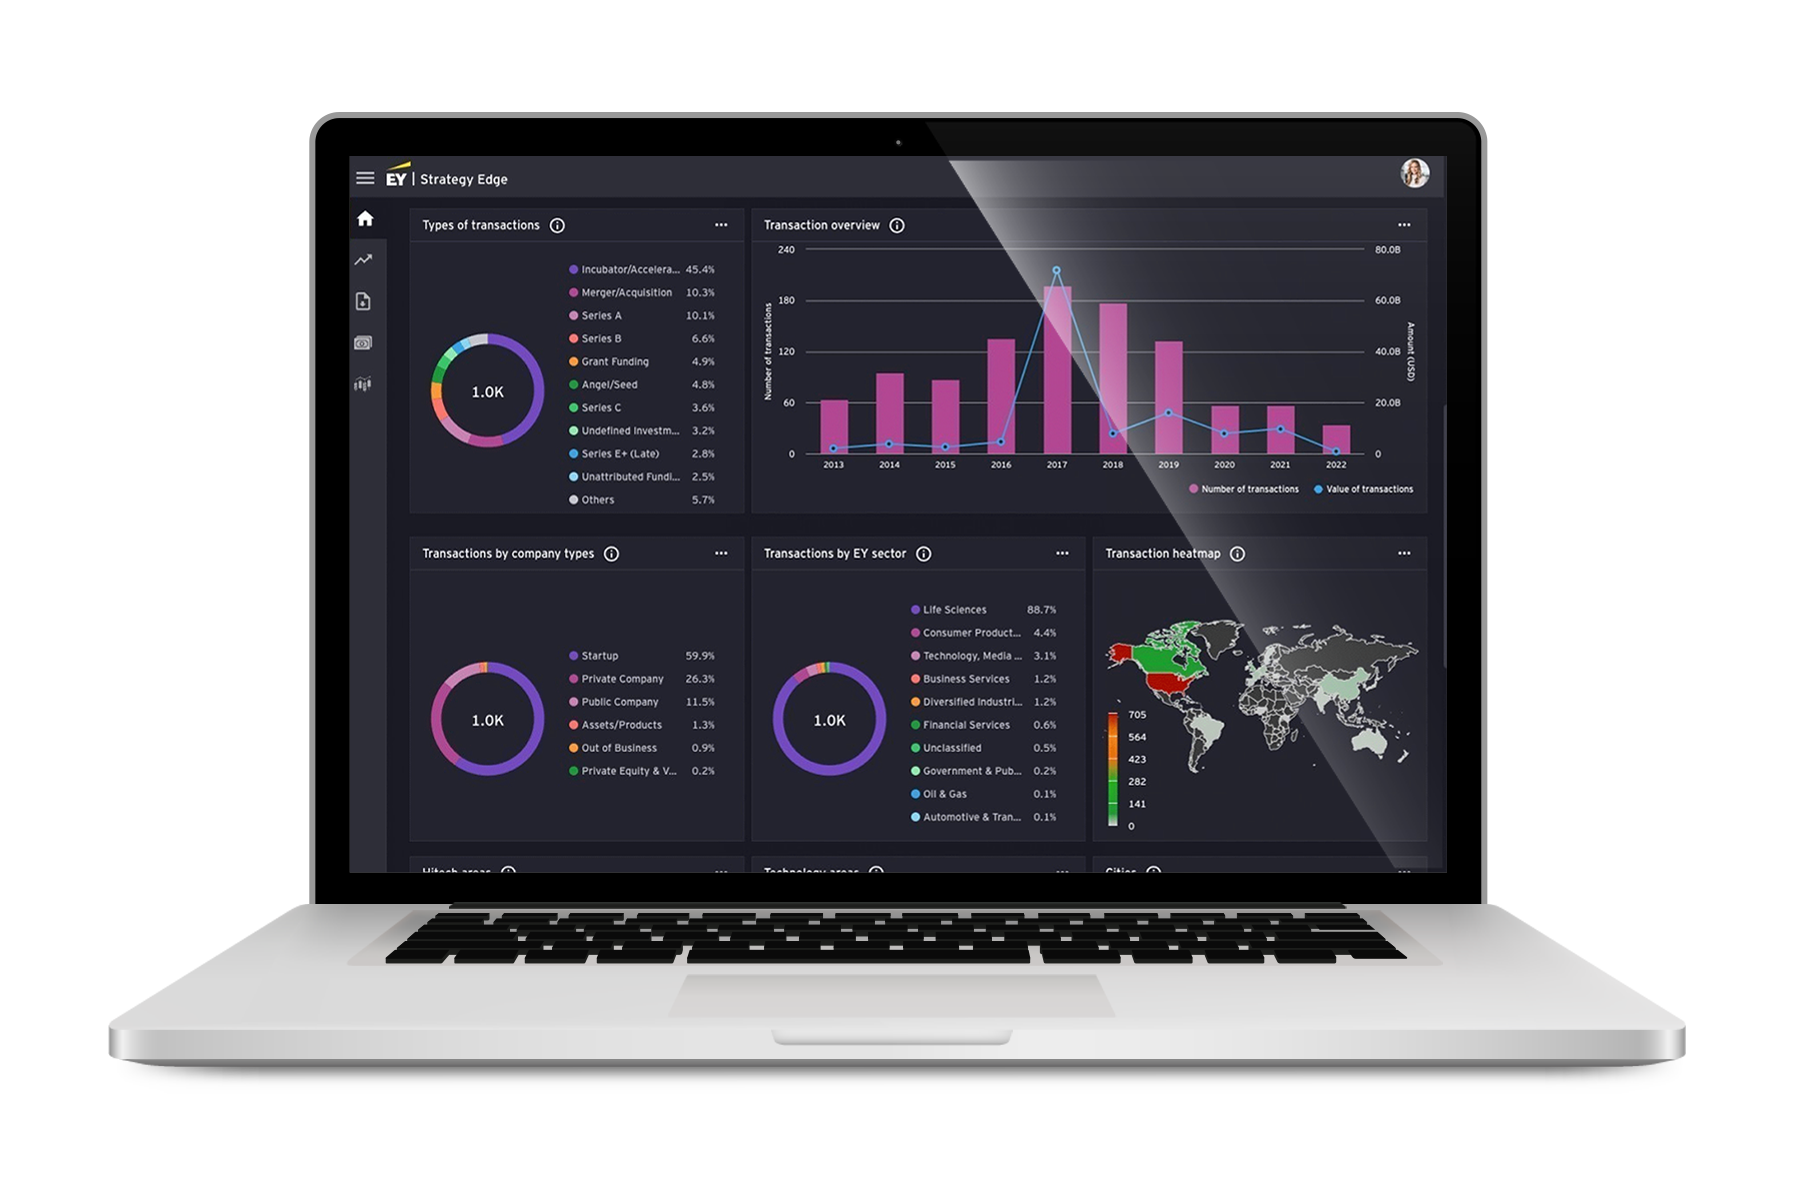 EY | Strategy Edge
Types of transactions
Incubator/Accelera... 45.4%
Merger/Acquisition 10.3%
Series A 10.1%
Series B 6.6%
Grant Funding 4.9%
Angel/Seed 4.8%
Series C 3.6%
Undefined Investm... 3.2%
Series E+ (Late) 2.8%
Unattributed Fundi... 2.5%
Others 5.7%
1.0K
Transaction overview
240
180
120
60
0
Number of transactions
80.0B
60.0B
40.0B
20.0B
0
Amount (USD)
2013 2014 2015 2016 2017 2018 2019 2020 2021 2022
Number of transactions Value of transactions
Transactions by company types
Startup 59.9%
Private Company 26.3%
Public Company 11.5%
Assets/Products 1.3%
Out of Business 0.9%
Private Equity & V... 0.2%
1.0K
Transactions by EY sector
Life Sciences 88.7%
Consumer Product... 4.4%
Technology, Media ... 3.1%
Business Services 1.2%
Diversified Industri... 1.2%
Financial Services 0.6%
Unclassified 0.5%
Government & Pub... 0.2%
Oil & Gas 0.1%
Automotive & Tran... 0.1%
1.0K
Transaction heatmap
705
564
423
282
141
0
Hitech areas
Technology areas
Cities